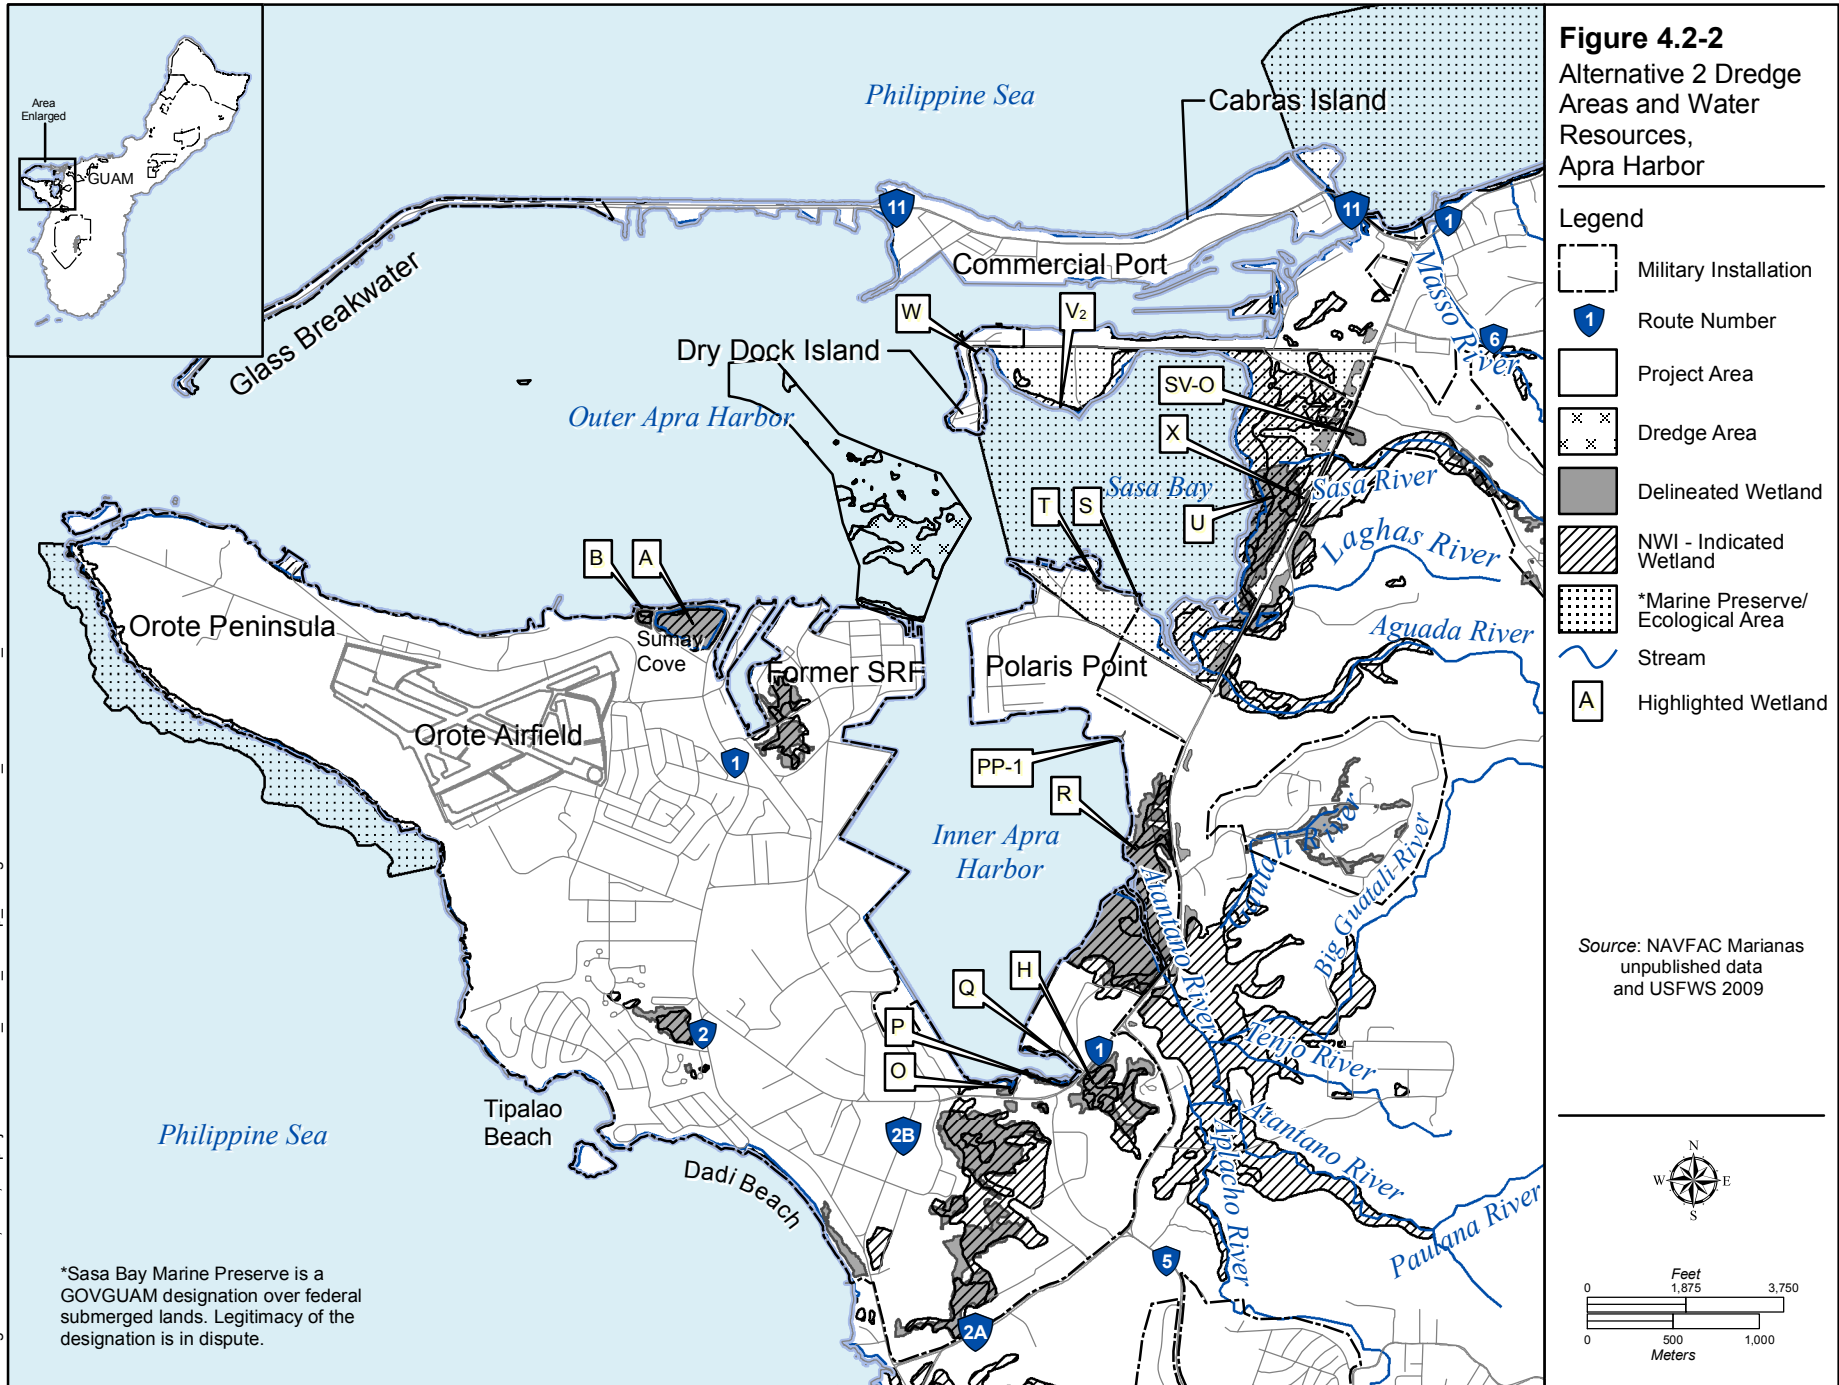 Figure 4.2-2
Alternative 2 Dredge
Areas and Water
Resources,
Apra Harbor
Legend
Military Installation
1
Route Number
Project Area
Dredge Area
Delineated Wetland
NWI - Indicated
Wetland
*Marine Preserve/
Ecological Area
Stream
A
Highlighted Wetland
Source: NAVFAC Marianas
unpublished data
and USFWS 2009
N
W
E
S
Feet
0
1,875
3,750
0
500
1,000
Meters
Area
Enlarged
GUAM
Philippine Sea
Cabras Island
11
11
1
Glass Breakwater
Commercial Port
Masso River
6
W
V2
Dry Dock Island
SV-O
Outer Apra Harbor
X
Sasa Bay
Sasa River
T
S
U
Laghas River
B
A
Orote Peninsula
Sumay
Cove
Aguada River
Former SRF
Polaris Point
Orote Airfield
1
PP-1
R
Inner Apra
Harbor
Atantano River
Big Guatali-River
H
Q
P
O
1
2
Tenjo River
Tipalao
Beach
Philippine Sea
2B
Atantano River
Aplacho River
Dadi Beach
Paulana River
5
2A
*Sasa Bay Marine Preserve is a
GOVGUAM designation over federal
submerged lands. Legitimacy of the
designation is in dispute.